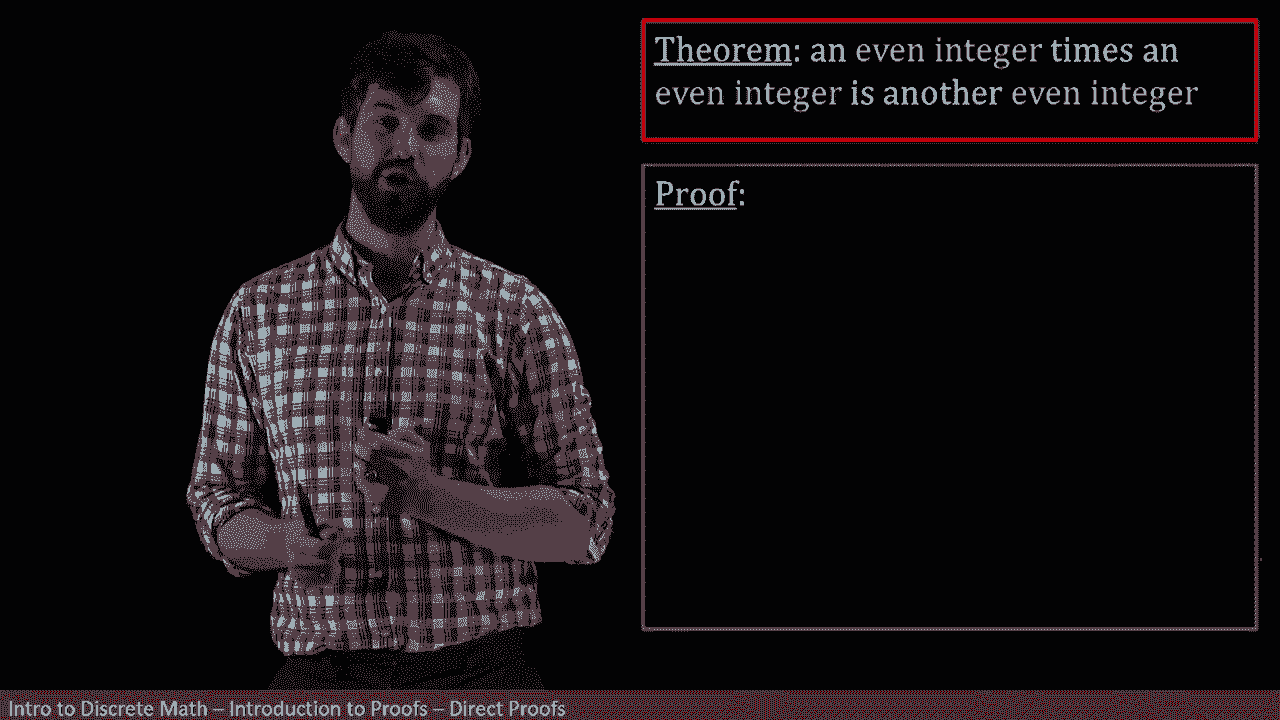 Theorem: an even integer times an
even integer is another even integer
Proof:
Intro to Discrete Math – Introduction to Proofs – Direct Proofs